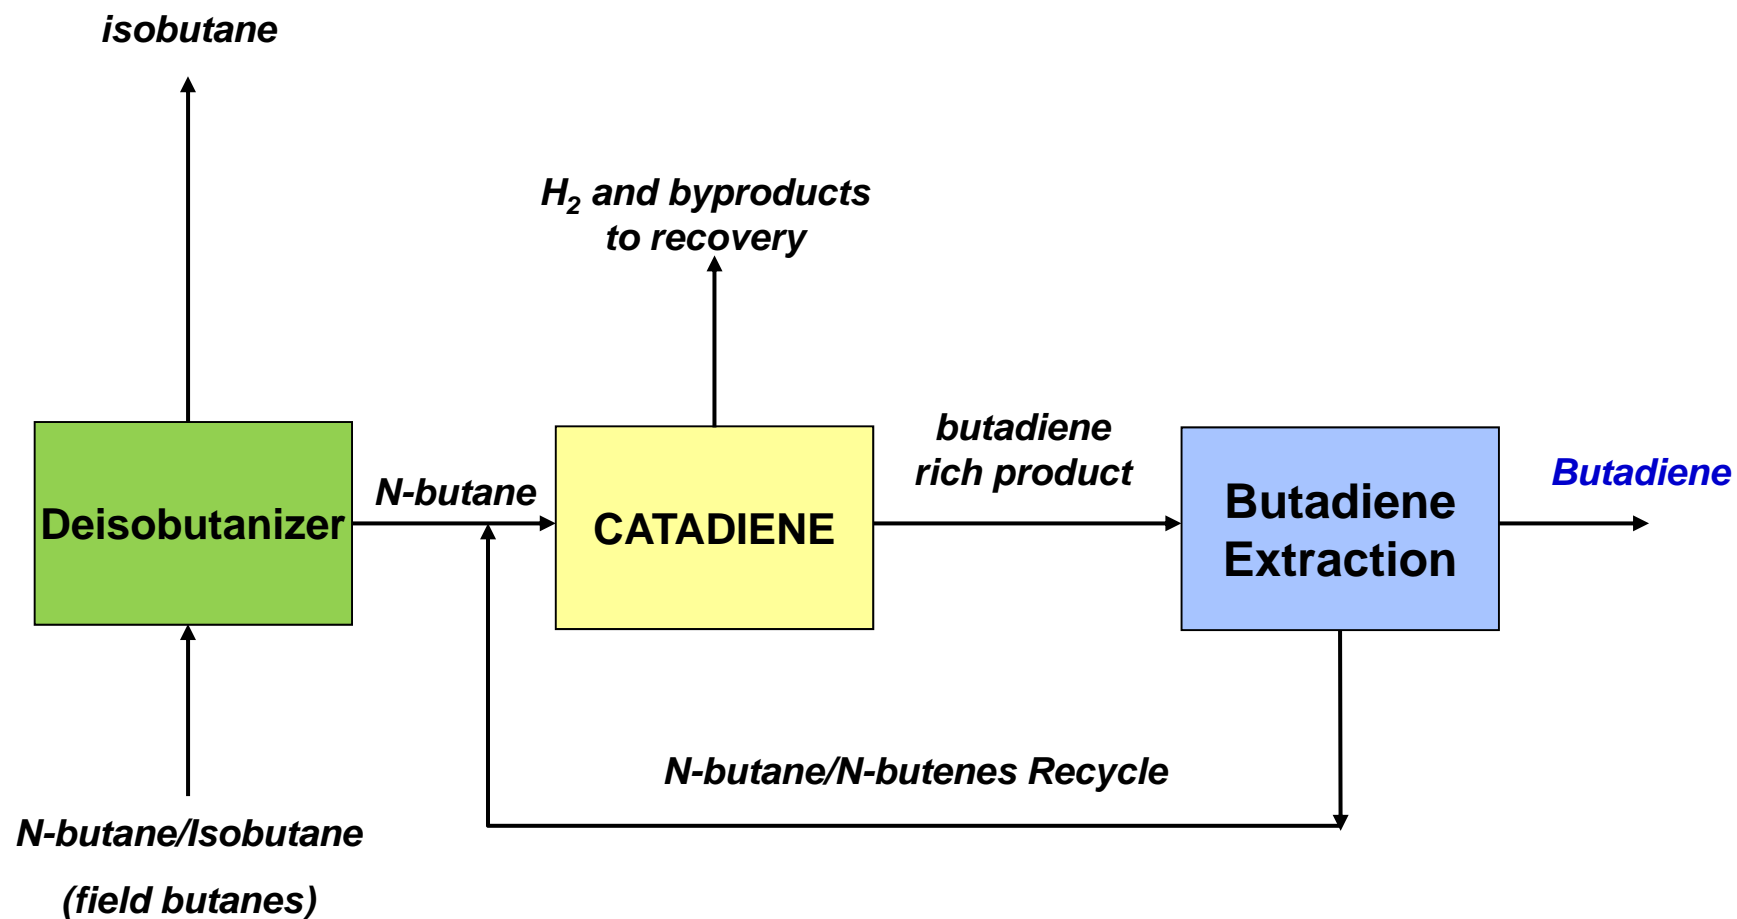 isobutane
H₂ and byproducts
to recovery
butadiene
rich product
Butadiene
N-butane
Deisobutanizer
CATADIENE
Butadiene
Extraction
N-butane/N-butenes Recycle
N-butane/Isobutane
(field butanes)